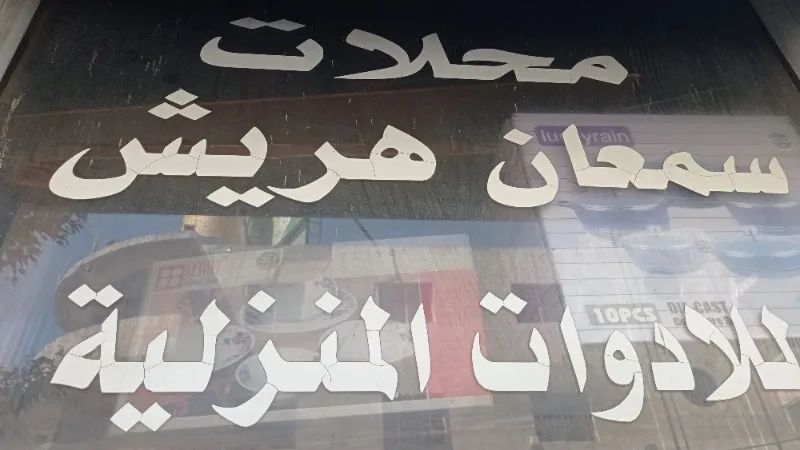 محلات
سمعان هريش
للادوات المنزلية
10PCS